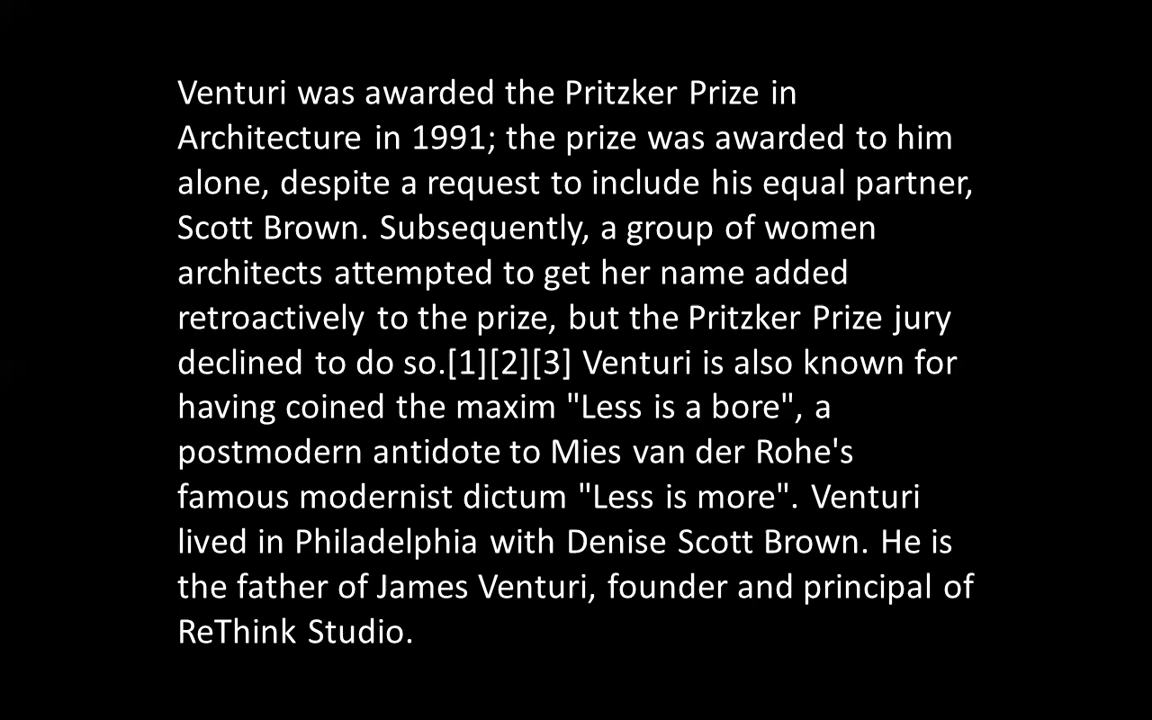 Venturi was awarded the Pritzker Prize in
Architecture in 1991; the prize was awarded to him
alone, despite a request to include his equal partner,
Scott Brown. Subsequently, a group of women
architects attempted to get her name added
retroactively to the prize, but the Pritzker Prize jury
declined to do so.[1][2][3] Venturi is also known for
having coined the maxim "Less is a bore", a
postmodern antidote to Mies van der Rohe's
famous modernist dictum "Less is more". Venturi
lived in Philadelphia with Denise Scott Brown. He is
the father of James Venturi, founder and principal of
ReThink Studio.